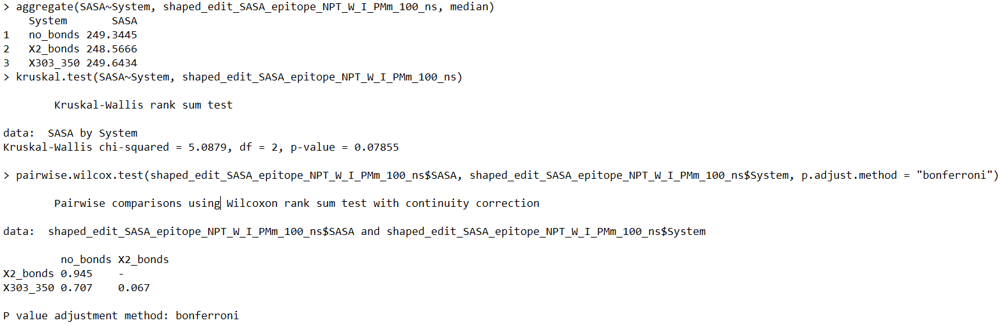 > aggregate(SASA~System, shaped_edit_SASA_epitope_NPT_W_I_PMm_100_ns, median)
System SASA
1 no_bonds 249.3445
2 X2_bonds 248.5666
3 X303_350 249.6434
> kruskal.test(SASA~System, shaped_edit_SASA_epitope_NPT_W_I_PMm_100_ns)
Kruskal-Wallis rank sum test
data: SASA by System
Kruskal-Wallis chi-squared = 5.0879, df = 2, p-value = 0.07855
> pairwise.wilcox.test(shaped_edit_SASA_epitope_NPT_W_I_PMm_100_ns$SASA, shaped_edit_SASA_epitope_NPT_W_I_PMm_100_ns$System, p.adjust.method = "bonferroni")
Pairwise comparisons using Wilcoxon rank sum test with continuity correction
data: shaped_edit_SASA_epitope_NPT_W_I_PMm_100_ns$SASA and shaped_edit_SASA_epitope_NPT_W_I_PMm_100_ns$System
no_bonds X2_bonds
X2_bonds 0.945 -
X303_350 0.707 0.067
P value adjustment method: bonferroni